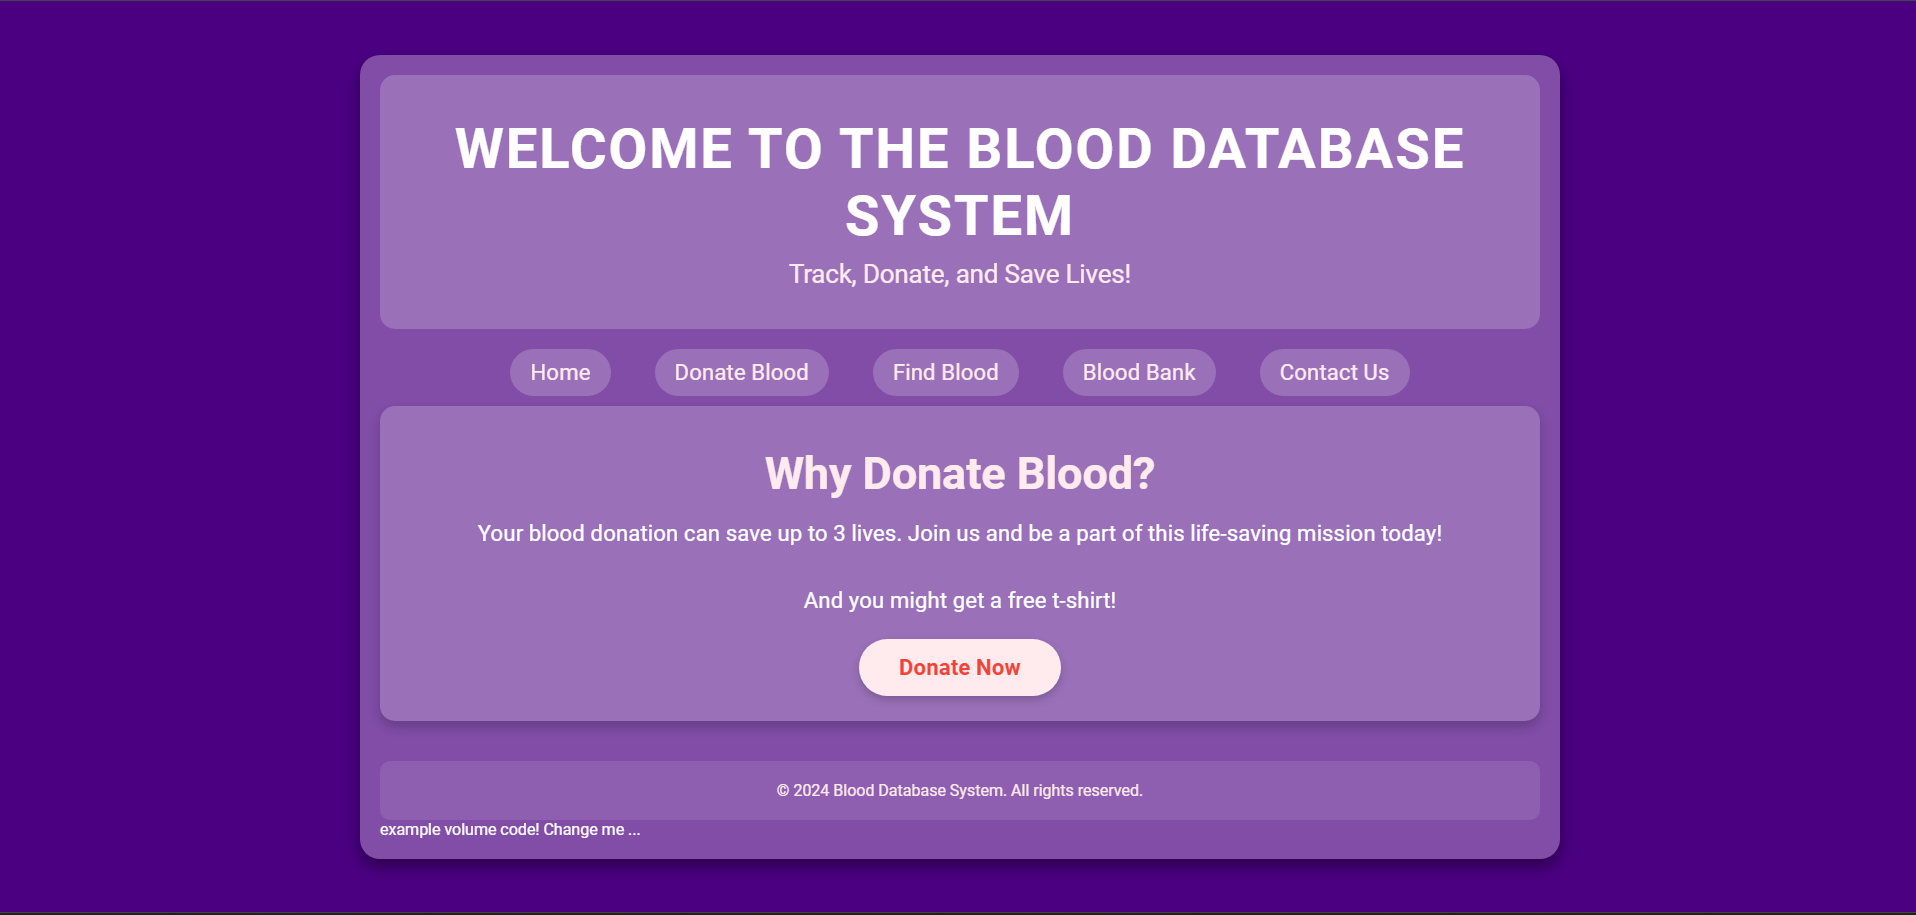 WELCOME TO THE BLOOD DATABASE
SYSTEM
Track, Donate, and Save Lives!
Home
Donate Blood
Find Blood
Blood Bank
Contact Us
Why Donate Blood?
Your blood donation can save up to 3 lives. Join us and be a part of this life-saving mission today!
And you might get a free t-shirt!
Donate Now
© 2024 Blood Database System. All rights reserved.
example volume code! Change me ...